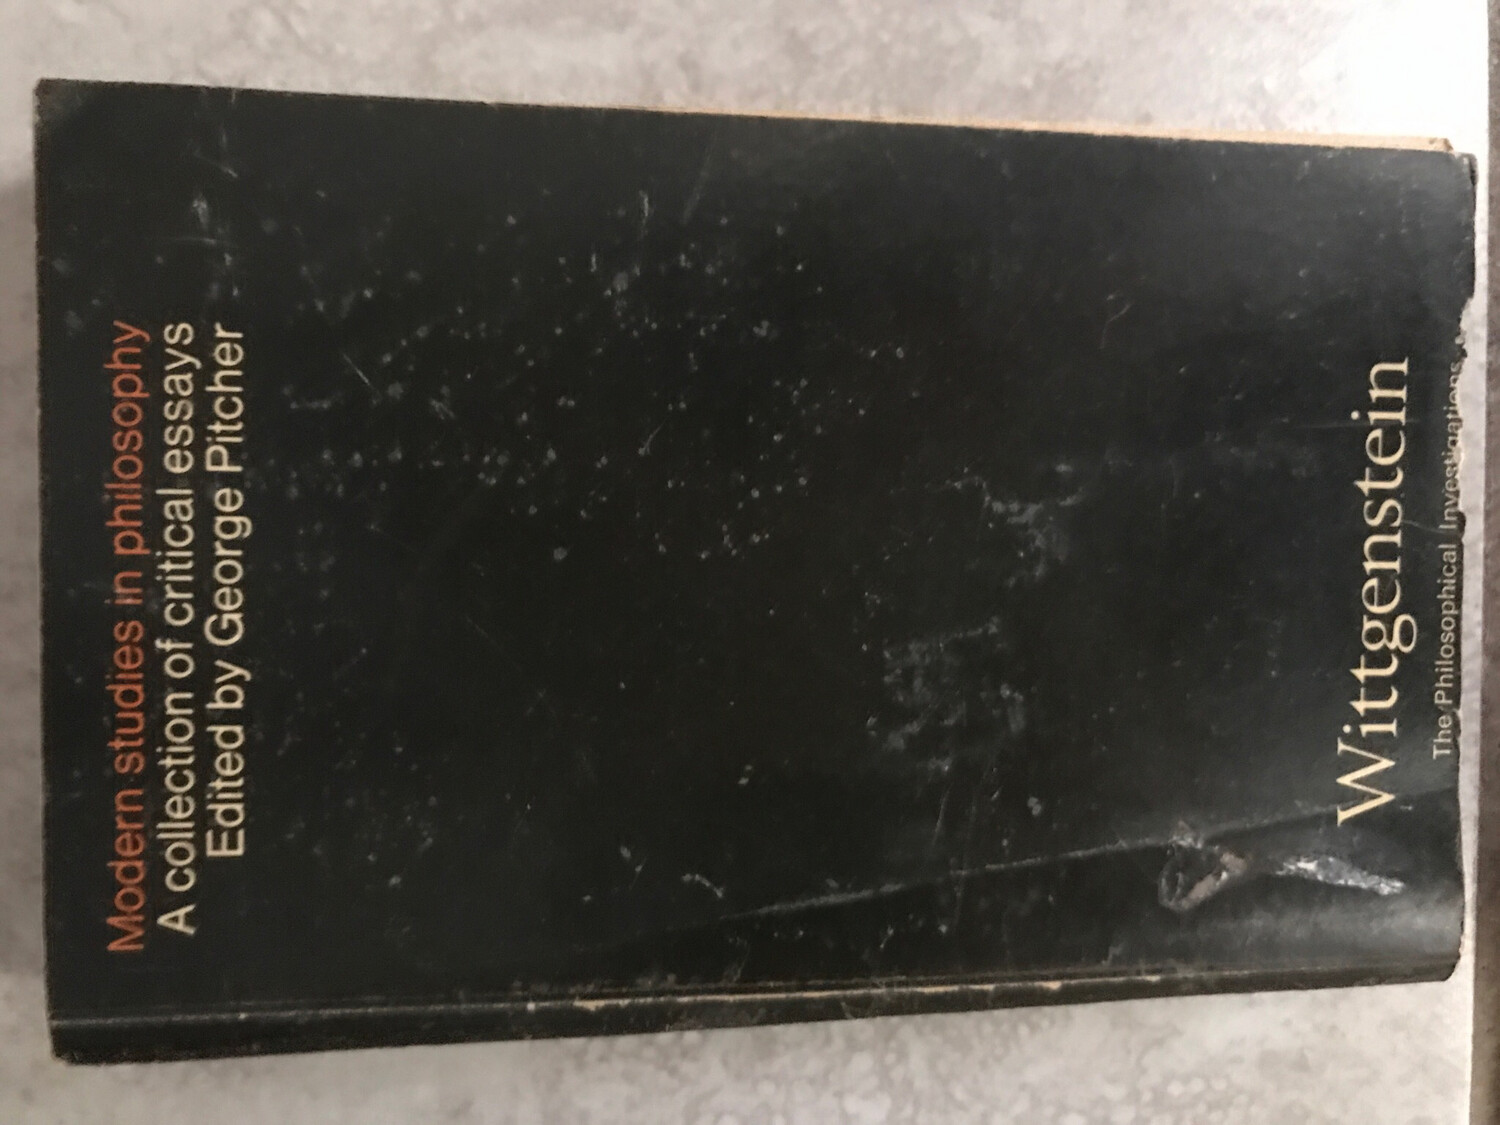 Modern studies in philosophy
A collection of critical essays
Edited by George Pitcher
Wittgenstein
The Philosophical Investigations